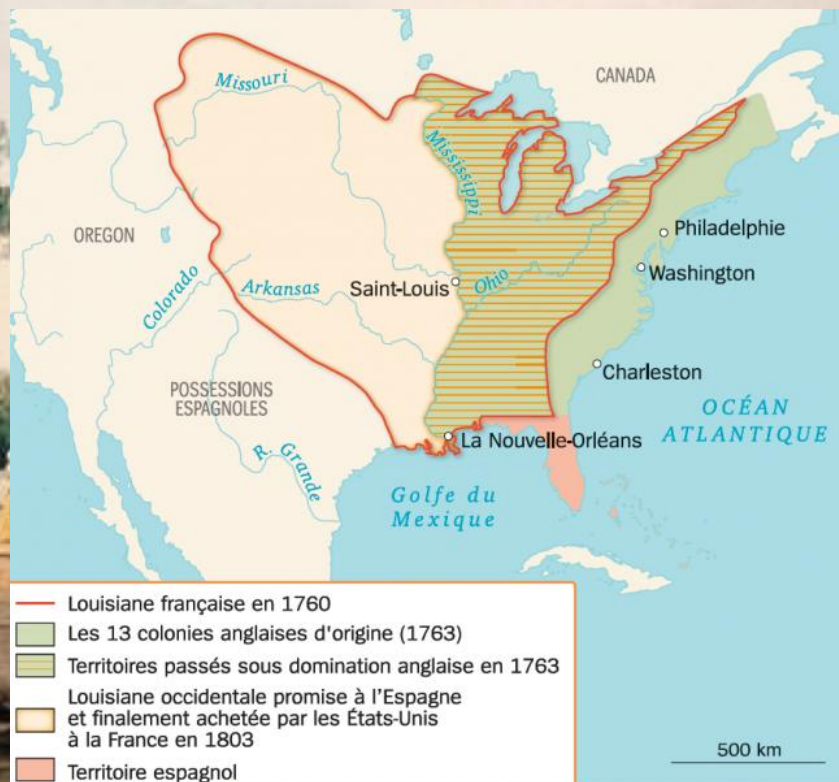 CANADA
Missouri
Mississippi
OREGON
Philadelphie
Washington
Ohio
Saint-Louis
Arkansas
Colorado
Charleston
POSSESSIONS
ESPAGNOLES
OCÉAN
ATLANTIQUE
La Nouvelle-Orléans
R. Grande
Golfe du
Mexique
Louisiane française en 1760
Les 13 colonies anglaises d'origine (1763)
Territoires passés sous domination anglaise en 1763
Louisiane occidentale promise à l'Espagne
et finalement achetée par les États-Unis
à la France en 1803
Territoire espagnol
500 km